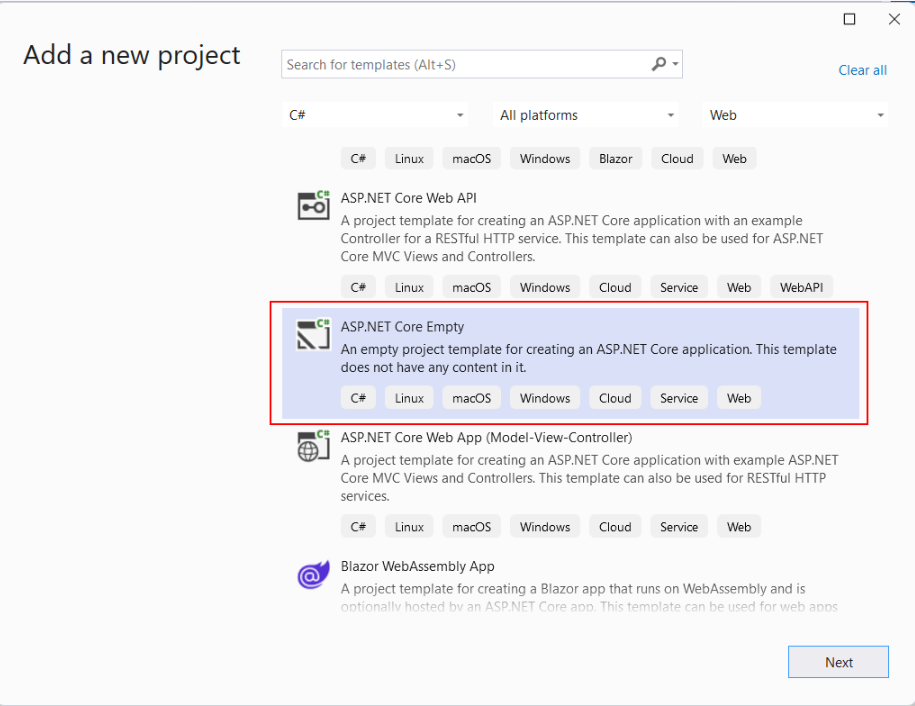 Add a new project
Search for templates (Alt+S)
Clear all
C# All platforms Web
C# Linux macOS Windows Blazor Cloud Web
C#
ASP.NET Core Web API
A project template for creating an ASP.NET Core application with an example
Controller for a RESTful HTTP service. This template can also be used for ASP.NET
Core MVC Views and Controllers.
C# Linux macOS Windows Cloud Service Web WebAPI
C#
ASP.NET Core Empty
An empty project template for creating an ASP.NET Core application. This template
does not have any content in it.
C# Linux macOS Windows Cloud Service Web
C#
ASP.NET Core Web App (Model-View-Controller)
A project template for creating an ASP.NET Core application with example ASP.NET
Core MVC Views and Controllers. This template can also be used for RESTful HTTP
services.
C# Linux macOS Windows Cloud Service Web
@
Blazor WebAssembly App
A project template for creating a Blazor app that runs on WebAssembly and is
optionally hosted by an ASP.NET Core app. This template can be used for web apps
Next